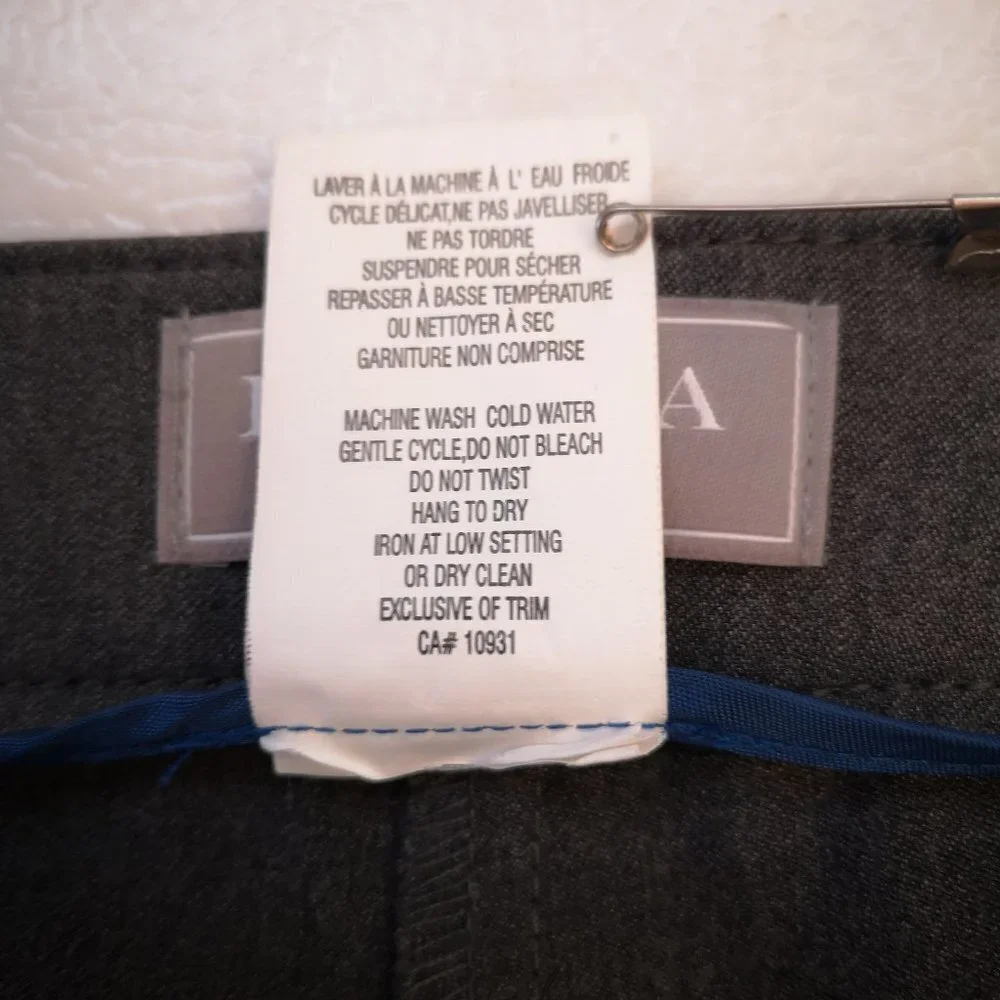 LAVER À LA MACHINE À L' EAU FROIDE
CYCLE DÉLICAT,NE PAS JAVELLISER
NE PAS TORDRE
SUSPENDRE POUR SÉCHER
REPASSER À BASSE TEMPÉRATURE
OU NETTOYER À SEC
GARNITURE NON COMPRISE
MACHINE WASH COLD WATER
GENTLE CYCLE,DO NOT BLEACH
DO NOT TWIST
HANG TO DRY
IRON AT LOW SETTING
OR DRY CLEAN
EXCLUSIVE OF TRIM
CA# 10931